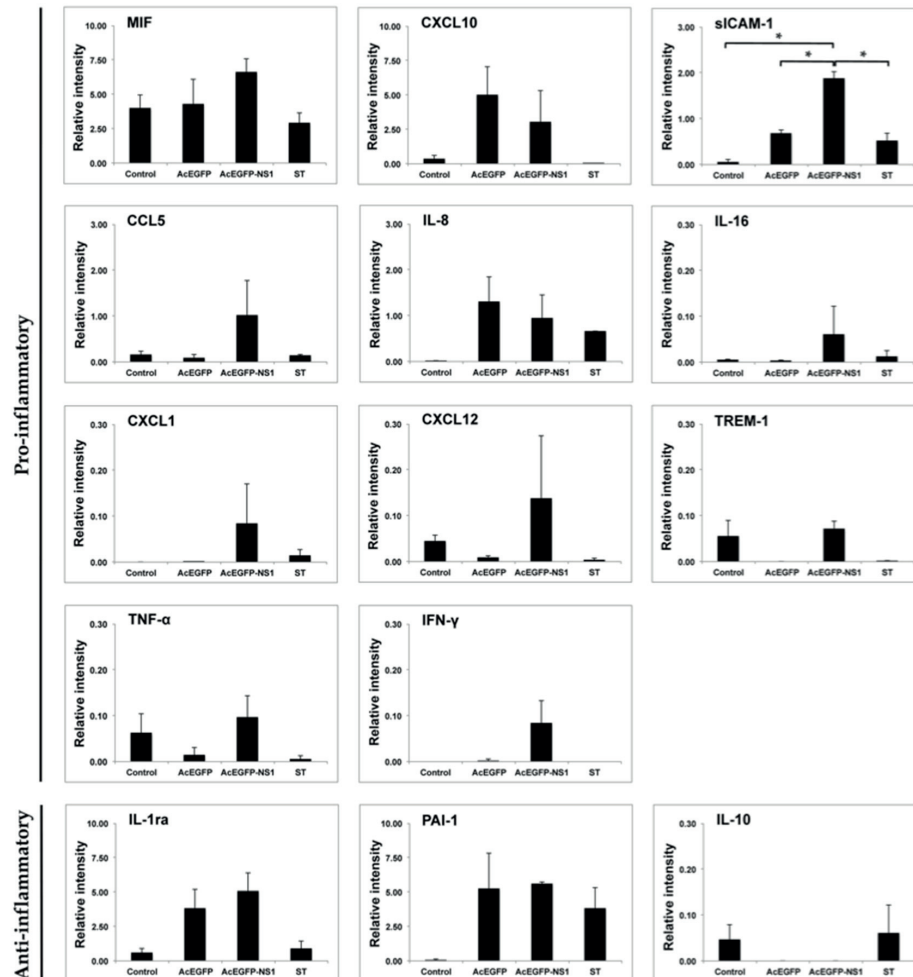 Pro-inflammatory
MIF
Relative intensity
10.00
7.50
5.00
2.50
0.00
Control AcEGFP AcEGFP-NS1 ST
CXCL10
Relative intensity
10.00
7.50
5.00
2.50
0.00
Control AcEGFP AcEGFP-NS1 ST
sICAM-1
Relative intensity
3.00
2.00
1.00
0.00
* * *
Control AcEGFP AcEGFP-NS1 ST
CCL5
Relative intensity
3.00
2.00
1.00
0.00
Control AcEGFP AcEGFP-NS1 ST
IL-8
Relative intensity
3.00
2.00
1.00
0.00
Control AcEGFP AcEGFP-NS1 ST
IL-16
Relative intensity
0.30
0.20
0.10
0.00
Control AcEGFP AcEGFP-NS1 ST
CXCL1
Relative intensity
0.30
0.20
0.10
0.00
Control AcEGFP AcEGFP-NS1 ST
CXCL12
Relative intensity
0.30
0.20
0.10
0.00
Control AcEGFP AcEGFP-NS1 ST
TREM-1
Relative intensity
0.30
0.20
0.10
0.00
Control AcEGFP AcEGFP-NS1 ST
TNF-α
Relative intensity
0.30
0.20
0.10
0.00
Control AcEGFP AcEGFP-NS1 ST
IFN-γ
Relative intensity
0.30
0.20
0.10
0.00
Control AcEGFP AcEGFP-NS1 ST
Anti-inflammatory
IL-1ra
Relative intensity
10.00
7.50
5.00
2.50
0.00
Control AcEGFP AcEGFP-NS1 ST
PAI-1
Relative intensity
10.00
7.50
5.00
2.50
0.00
Control AcEGFP AcEGFP-NS1 ST
IL-10
Relative intensity
0.30
0.20
0.10
0.00
Control AcEGFP AcEGFP-NS1 ST